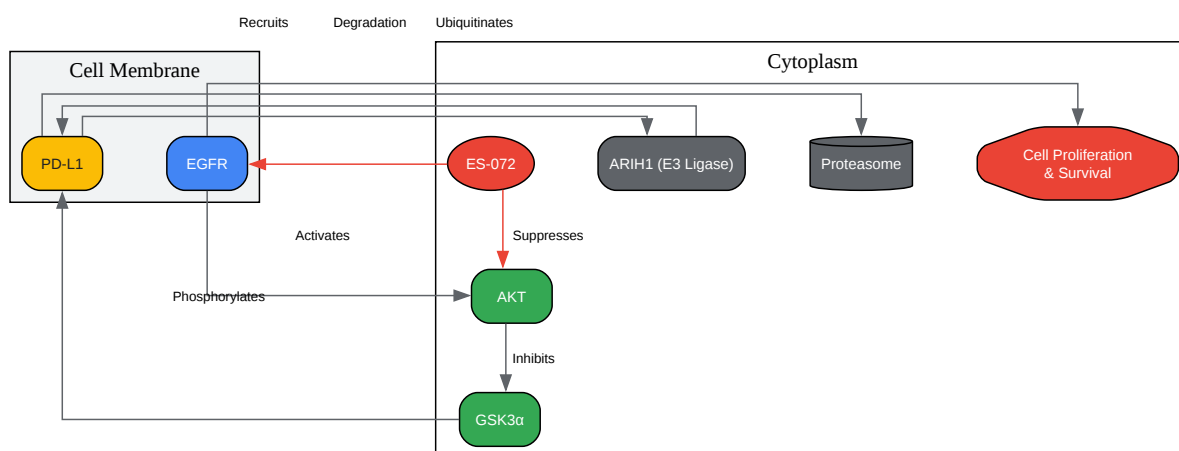 Recruits
Degradation
Ubiquitinates
Cell Membrane
Cytoplasm
PD-L1
EGFR
ES-072
ARIH1 (E3 Ligase)
Proteasome
Cell Proliferation
& Survival
Activates
Suppresses
Phosphorylates
AKT
Inhibits
GSK3α